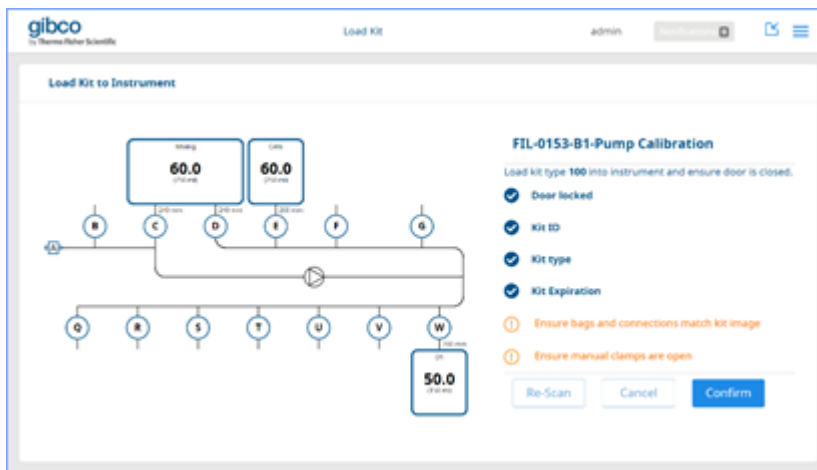 gibco
by Thermo Fisher Scientific
Load Kit
admin
Load Kit to Instrument
60.0
Cells
60.0
B
C
D
E
F
G
A
Q
R
S
T
U
V
W
50.0
FIL-0153-B1-Pump Calibration
Load kit type 100 into instrument and ensure door is closed.
Door locked
Kit ID
Kit type
Kit Expiration
Ensure bags and connections match kit image
Ensure manual clamps are open
Re-Scan
Cancel
Confirm